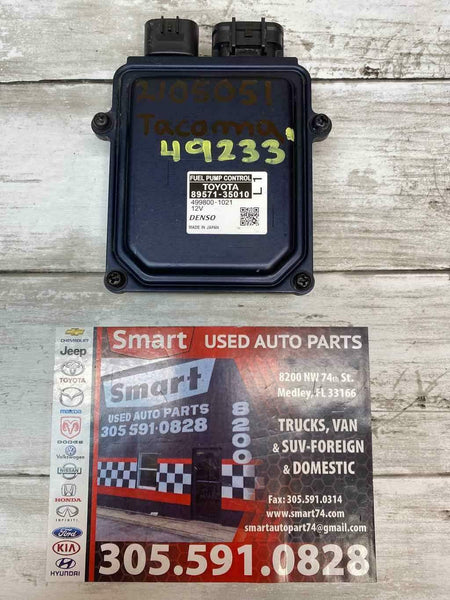 2105051
Tacoma
49233
FUEL PUMP CONTROL
TOYOTA
89571-35010
L1
499800-1021
12V
DENSO
MADE IN JAPAN
CHEVROLET
Jeep
TOYOTA
MAZDA
DODGE
Volkswagen
NISSAN
HONDA
INFINITI
Ford
KIA
HYUNDAI
Smart USED AUTO PARTS
Smart
USED AUTO PARTS
305 591-0828
8200
8200 NW 74th St.
Medley, FL 33166
TRUCKS, VAN
& SUV-FOREIGN
& DOMESTIC
Fax: 305.591.0314
www.smart74.com
smartautopart74@gmail.com
305.591.0828